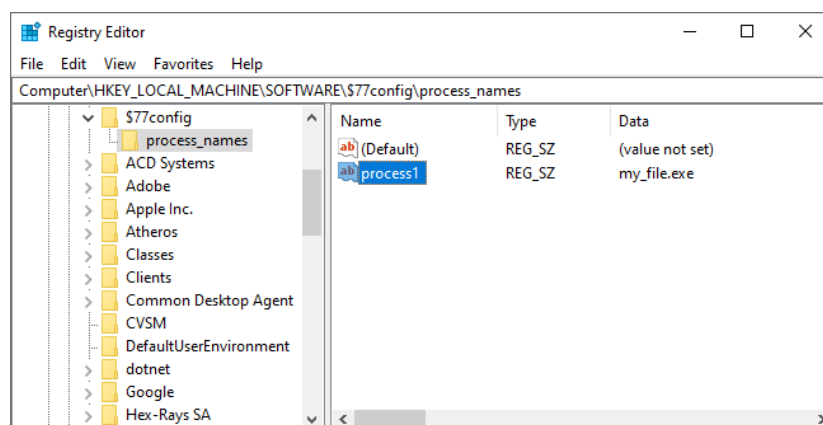 Registry Editor
File Edit View Favorites Help
Computer\HKEY_LOCAL_MACHINE\SOFTWARE\$77config\process_names
$77config
process_names
ACD Systems
Adobe
Apple Inc.
Atheros
Classes
Clients
Common Desktop Agent
CVSM
DefaultUserEnvironment
dotnet
Google
Hex-Rays SA
Name Type Data
ab (Default) REG_SZ (value not set)
ab process1 REG_SZ my_file.exe